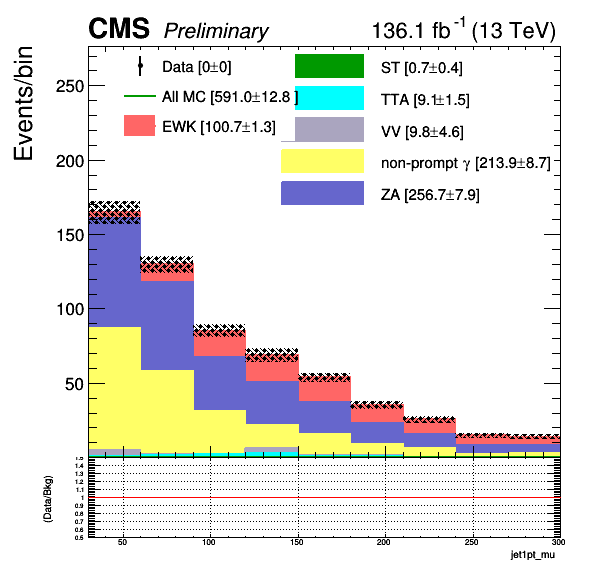 CMS Preliminary 136.1 fb⁻¹ (13 TeV)
Events/bin
250
200
150
100
50
Data [0±0]
All MC [591.0±12.8 ]
EWK [100.7±1.3]
ST [0.7±0.4]
TTA [9.1±1.5]
VV [9.8±4.6]
non-prompt γ [213.9±8.7]
ZA [256.7±7.9]
(Data/Bkg)
1.5
1.4
1.3
1.2
1.1
1
0.9
0.8
0.7
0.6
0.5
50 100 150 200 250 300
jet1pt_mu